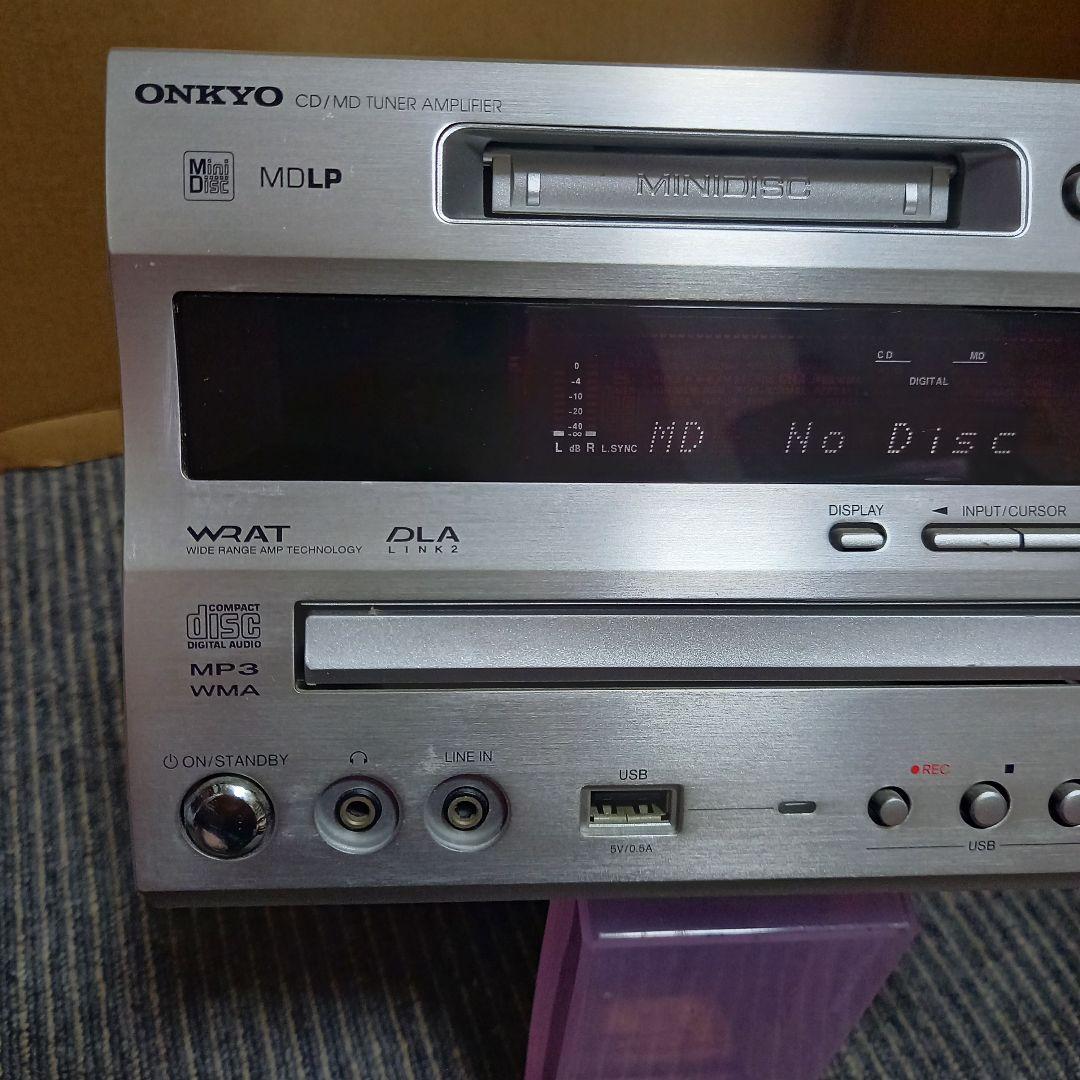 ONKYO CD/MD TUNER AMPLIFIER
Mini Disc MDLP
MINIDISC
CD MD
DIGITAL
0
-4
-10
-20
-40
-∞
L dB R L.SYNC MD No Disc
DISPLAY ◄ INPUT/CURSOR
WRAT
WIDE RANGE AMP TECHNOLOGY
DLA
LINK2
COMPACT
disc
DIGITAL AUDIO
MP3
WMA
ON/STANDBY LINE IN USB
5V/0.5A
●REC ■
USB